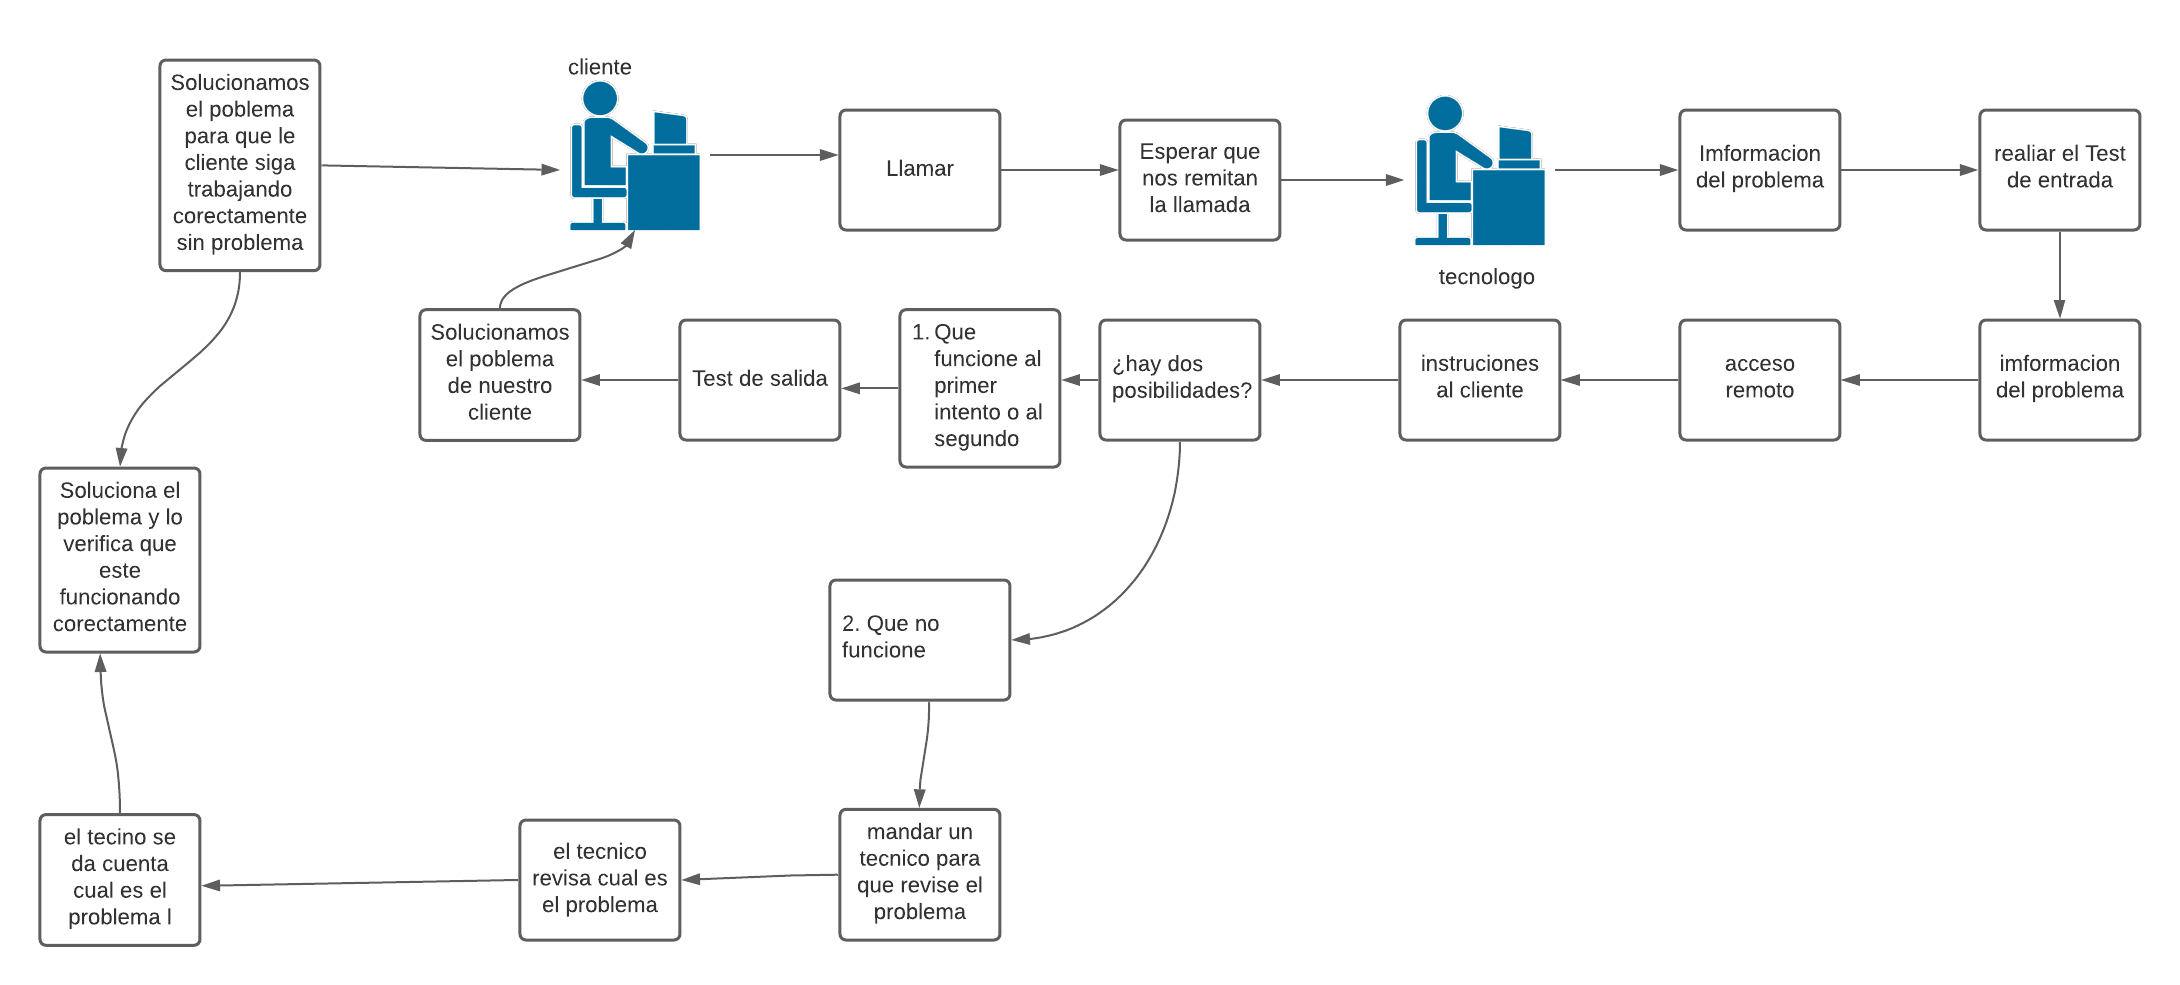 Solucionamos
el poblema
para que le
cliente siga
trabajando
corectamente
sin problema
cliente
Llamar
Esperar que
nos remitan
la llamada
tecnologo
Imformacion
del problema
realiar el Test
de entrada
Solucionamos
el poblema
de nuestro
cliente
Test de salida
1. Que
funcione al
primer
intento o al
segundo
¿hay dos
posibilidades?
instruciones
al cliente
acceso
remoto
imformacion
del problema
Soluciona el
poblema y lo
verifica que
este
funcionando
corectamente
2. Que no
funcione
el tecino se
da cuenta
cual es el
problema l
el tecnico
revisa cual es
el problema
mandar un
tecnico para
que revise el
problema